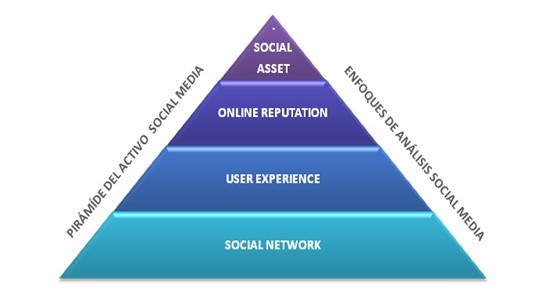 SOCIAL
ASSET
ONLINE REPUTATION
USER EXPERIENCE
SOCIAL NETWORK
PIRÁMIDE DEL ACTIVO SOCIAL MEDIA
ENFOQUES DE ANÁLISIS SOCIAL MEDIA